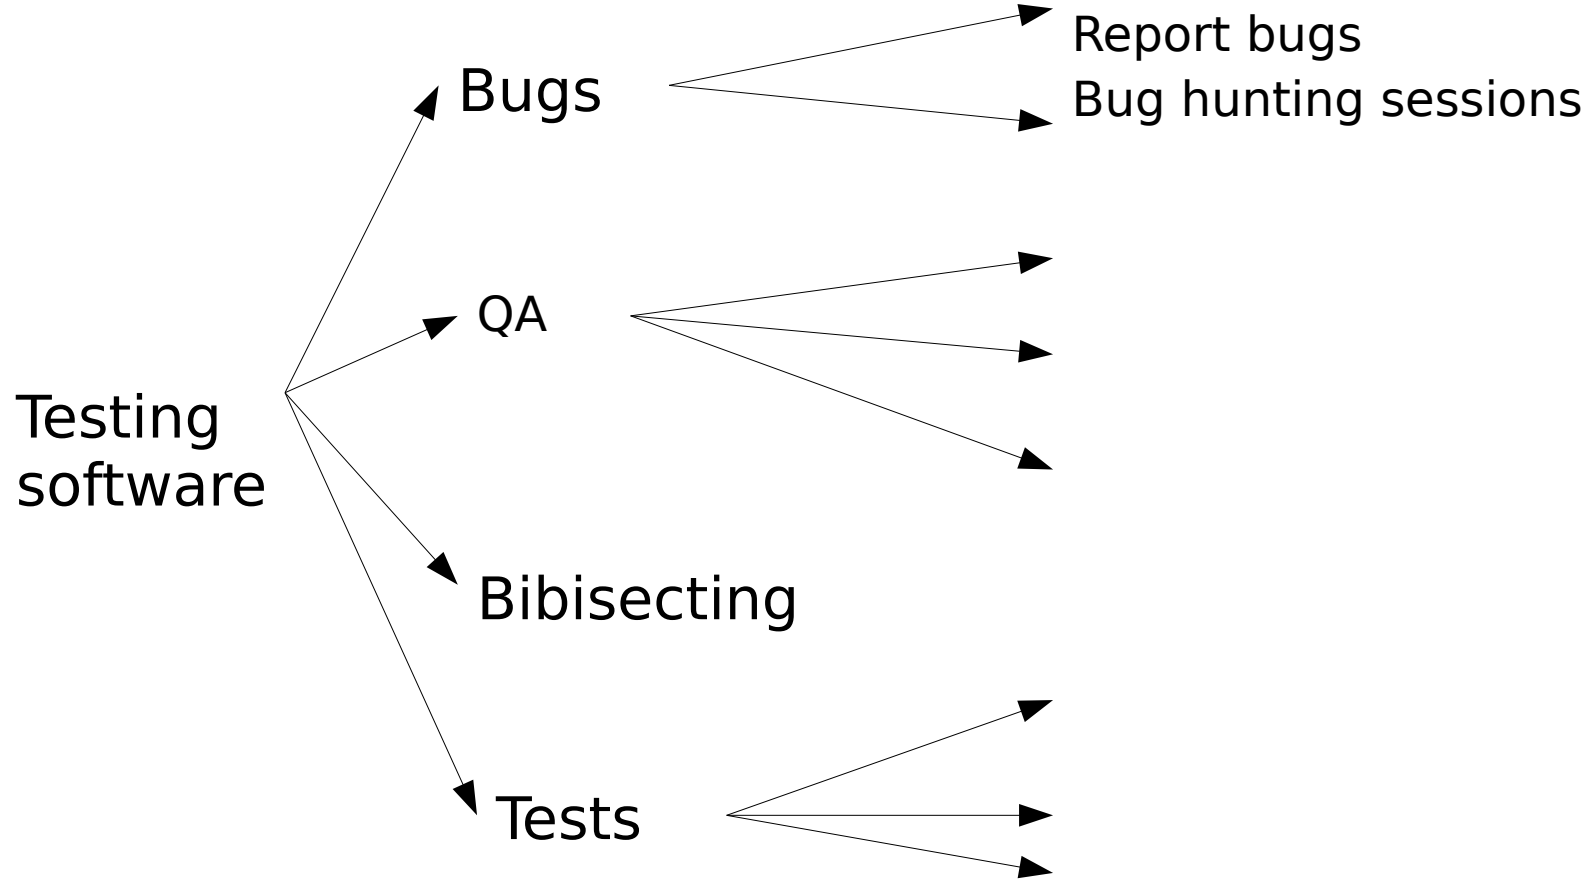 Report bugs
Bugs
Bug hunting sessions
QA
Testing
software
Bibisecting
Tests